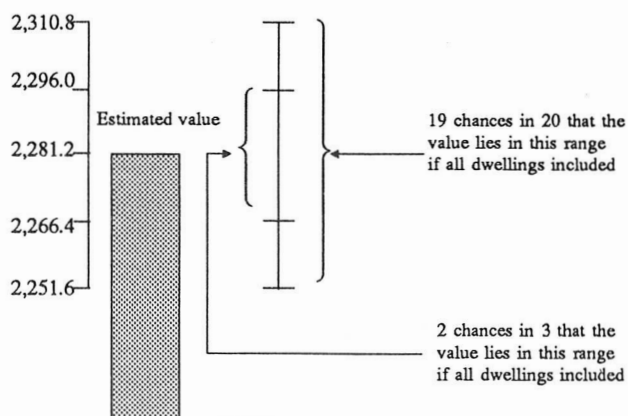 2,310.8
2,296.0
Estimated value
2,281.2
2,266.4
2,251.6
19 chances in 20 that the
value lies in this range
if all dwellings included
2 chances in 3 that the
value lies in this range
if all dwellings included